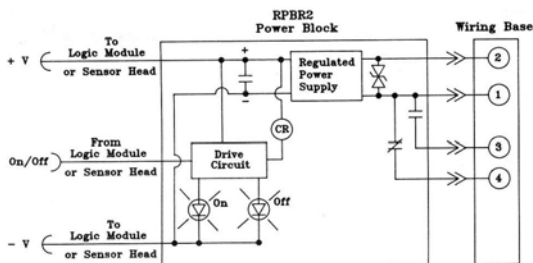 RPBR2
Power Block
Wiring Base
+ V
To
Logic Module
or Sensor Head
+
−
Regulated
Power
Supply
2
1
CR
From
Logic Module
or Sensor Head
On/Off
Drive
Circuit
3
4
On
Off
To
Logic Module
or Sensor Head
− V